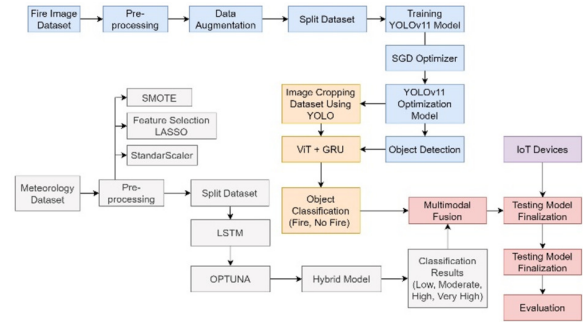 Fire Image
Dataset
Pre-
processing
Data
Augmentation
Split Dataset
Training
YOLOv11 Model
SGD Optimizer
Image Cropping
Dataset Using
YOLO
YOLOv11
Optimization
Model
SMOTE
Feature Selection
LASSO
StandarScaler
ViT + GRU
Object Detection
IoT Devices
Meteorology
Dataset
Pre-
processing
Split Dataset
Object
Classification
(Fire, No Fire)
Multimodal
Fusion
Testing Model
Finalization
LSTM
OPTUNA
Hybrid Model
Classification
Results
(Low, Moderate,
High, Very High)
Testing Model
Finalization
Evaluation